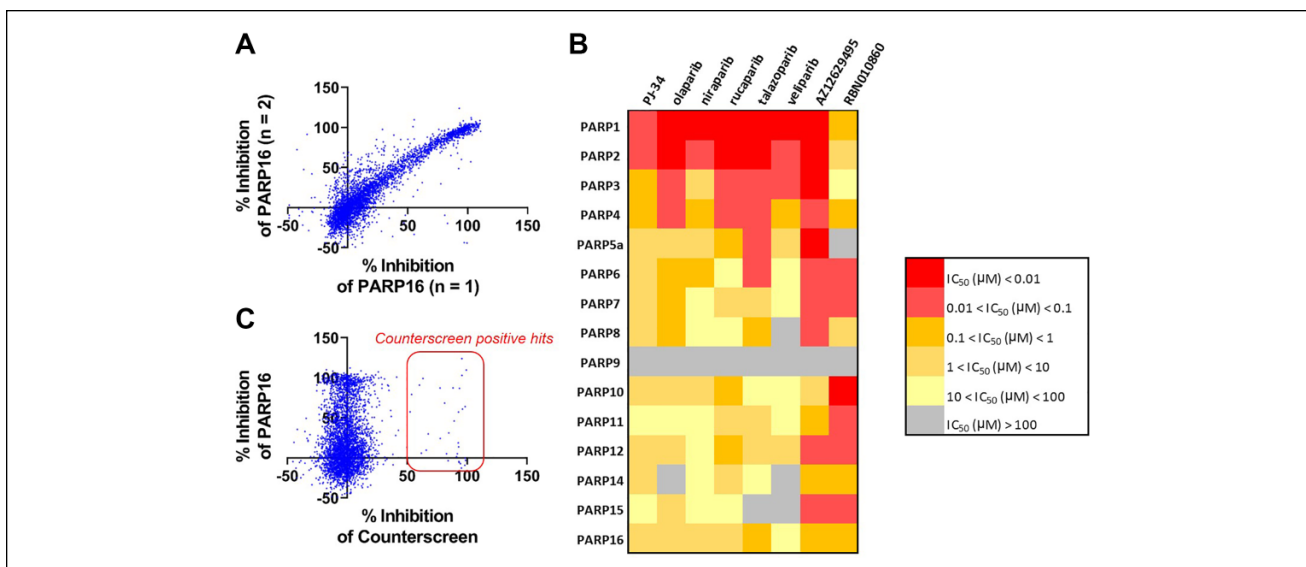 A
% Inhibition
of PARP16 (n = 2)
150
100
50
-50
50
100
150
-50
% Inhibition
of PARP16 (n = 1)
B
PJ-34
olaparib
niraparib
rucaparib
talazoparib
veliparib
AZ12629495
RBN010860
PARP1
PARP2
PARP3
PARP4
PARP5a
PARP6
PARP7
PARP8
PARP9
PARP10
PARP11
PARP12
PARP14
PARP15
PARP16
IC50 (µM) < 0.01
0.01 < IC50 (µM) < 0.1
0.1 < IC50 (µM) < 1
1 < IC50 (µM) < 10
10 < IC50 (µM) < 100
IC50 (µM) > 100
C
Counterscreen positive hits
% Inhibition
of PARP16
150
100
50
-50
50
100
150
-50
% Inhibition
of Counterscreen